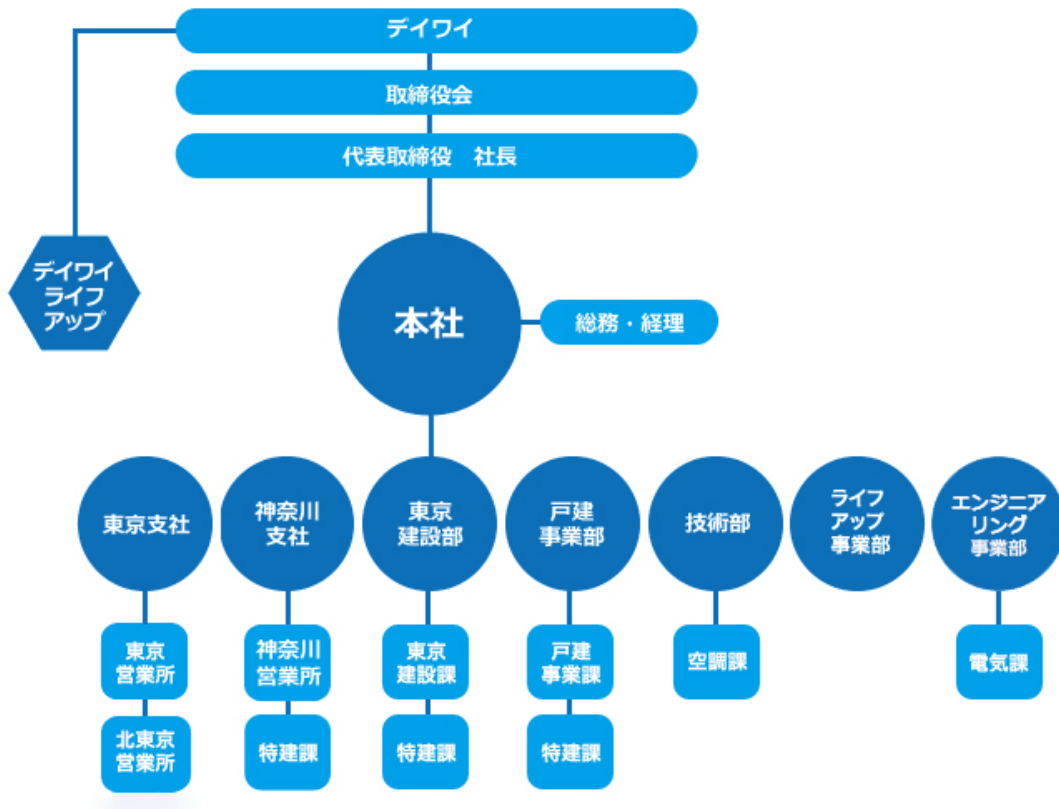 デイワイ
取締役会
代表取締役　社長
デイワイ
ライフ
アップ
本社
総務・経理
東京支社
神奈川
支社
東京
建設部
戸建
事業部
技術部
ライフ
アップ
事業部
エンジニア
リング
事業部
東京
営業所
神奈川
営業所
東京
建設課
戸建
事業課
空調課
電気課
北東京
営業所
特建課
特建課
特建課